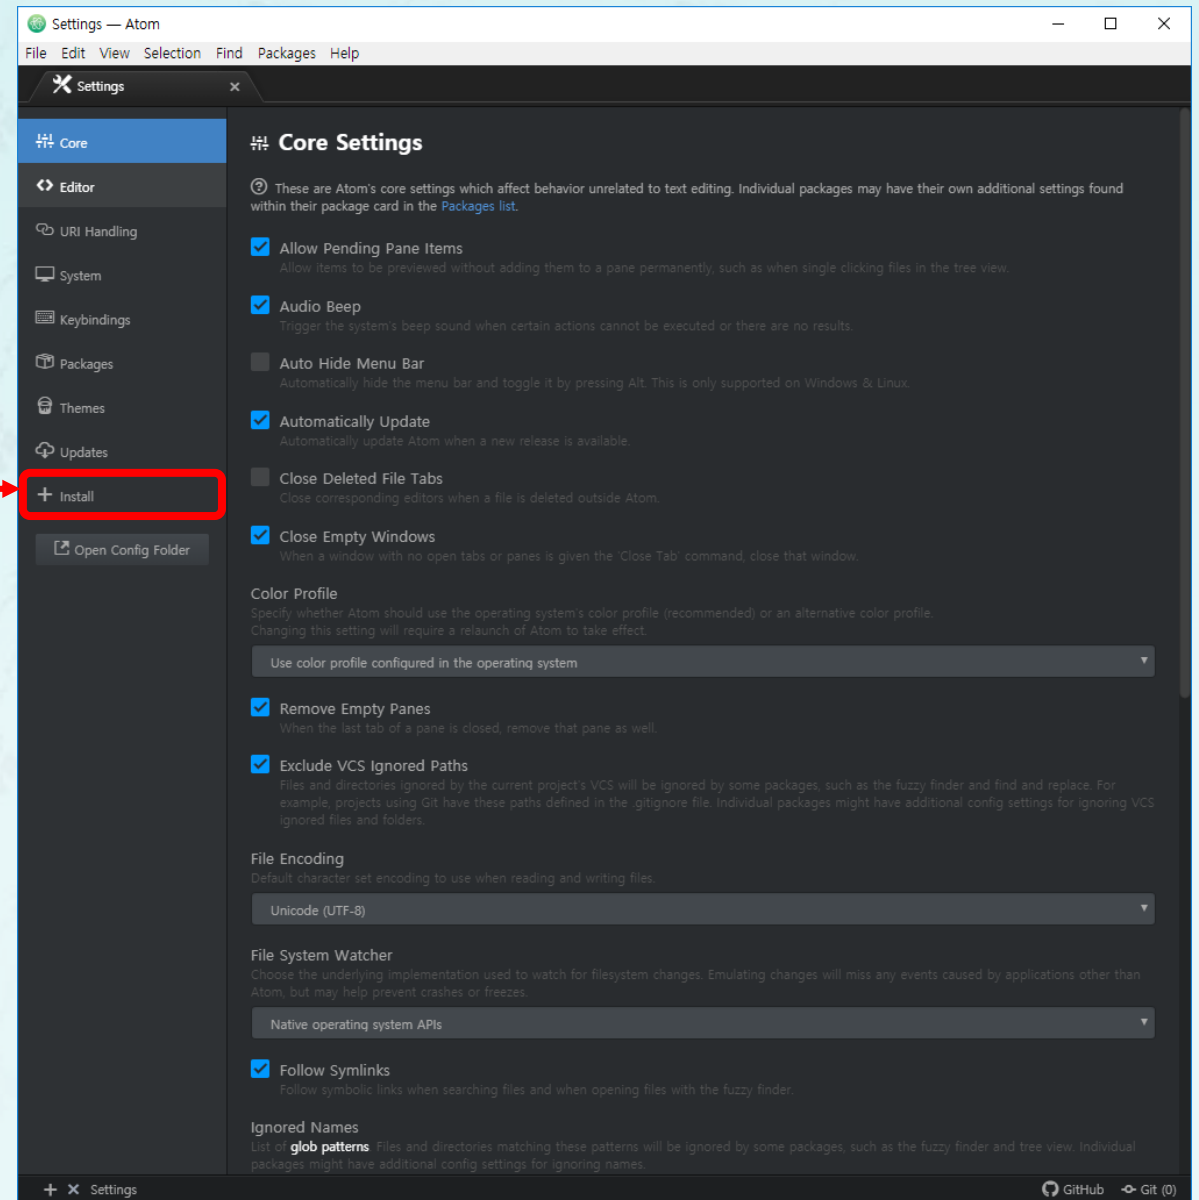 Settings — Atom
File Edit View Selection Find Packages Help
Settings
Core
Editor
URI Handling
System
Keybindings
Packages
Themes
Updates
Install
Open Config Folder
Core Settings
These are Atom's core settings which affect behavior unrelated to text editing. Individual packages may have their own additional settings found
within their package card in the Packages list.
Allow Pending Pane Items
Allow items to be previewed without adding them to a pane permanently, such as when single clicking files in the tree view.
Audio Beep
Trigger the system's beep sound when certain actions cannot be executed or there are no results.
Auto Hide Menu Bar
Automatically hide the menu bar and toggle it by pressing Alt. This is only supported on Windows & Linux.
Automatically Update
Automatically update Atom when a new release is available.
Close Deleted File Tabs
Close corresponding editors when a file is deleted outside Atom.
Close Empty Windows
When a window with no open tabs or panes is given the 'Close Tab' command, close that window.
Color Profile
Specify whether Atom should use the operating system's color profile (recommended) or an alternative color profile.
Changing this setting will require a relaunch of Atom to take effect.
Use color profile configured in the operating system
Remove Empty Panes
When the last tab of a pane is closed, remove that pane as well.
Exclude VCS Ignored Paths
Files and directories ignored by the current project's VCS will be ignored by some packages, such as the fuzzy finder and find and replace. For
example, projects using Git have these paths defined in the .gitignore file. Individual packages might have additional config settings for ignoring VCS
ignored files and folders.
File Encoding
Default character set encoding to use when reading and writing files.
Unicode (UTF-8)
File System Watcher
Choose the underlying implementation used to watch for filesystem changes. Emulating changes will miss any events caused by applications other than
Atom, but may help prevent crashes or freezes.
Native operating system APIs
Follow Symlinks
Follow symbolic links when searching files and when opening files with the fuzzy finder.
Ignored Names
List of glob patterns. Files and directories matching these patterns will be ignored by some packages, such as the fuzzy finder and tree view. Individual
packages might have additional config settings for ignoring names.
Settings
GitHub Git (0)